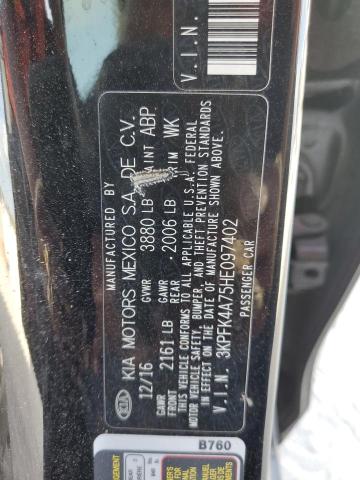 MANUFACTURED BY
KIA MOTORS MEXICO S.A. DE C.V.
12/16 GVWR 3880 LB PAINT ABP
GAWR FRONT 2161 LB GAWR REAR 2006 LB TRIM WK
THIS VEHICLE CONFORMS TO ALL APPLICABLE U.S.A. FEDERAL
MOTOR VEHICLE SAFETY, BUMPER, AND THEFT PREVENTION STANDARDS
IN EFFECT ON THE DATE OF MANUFACTURE SHOWN ABOVE.
V.I.N. 3KPFK4A75HE097402
PASSENGER CAR
V.I.N.
B760